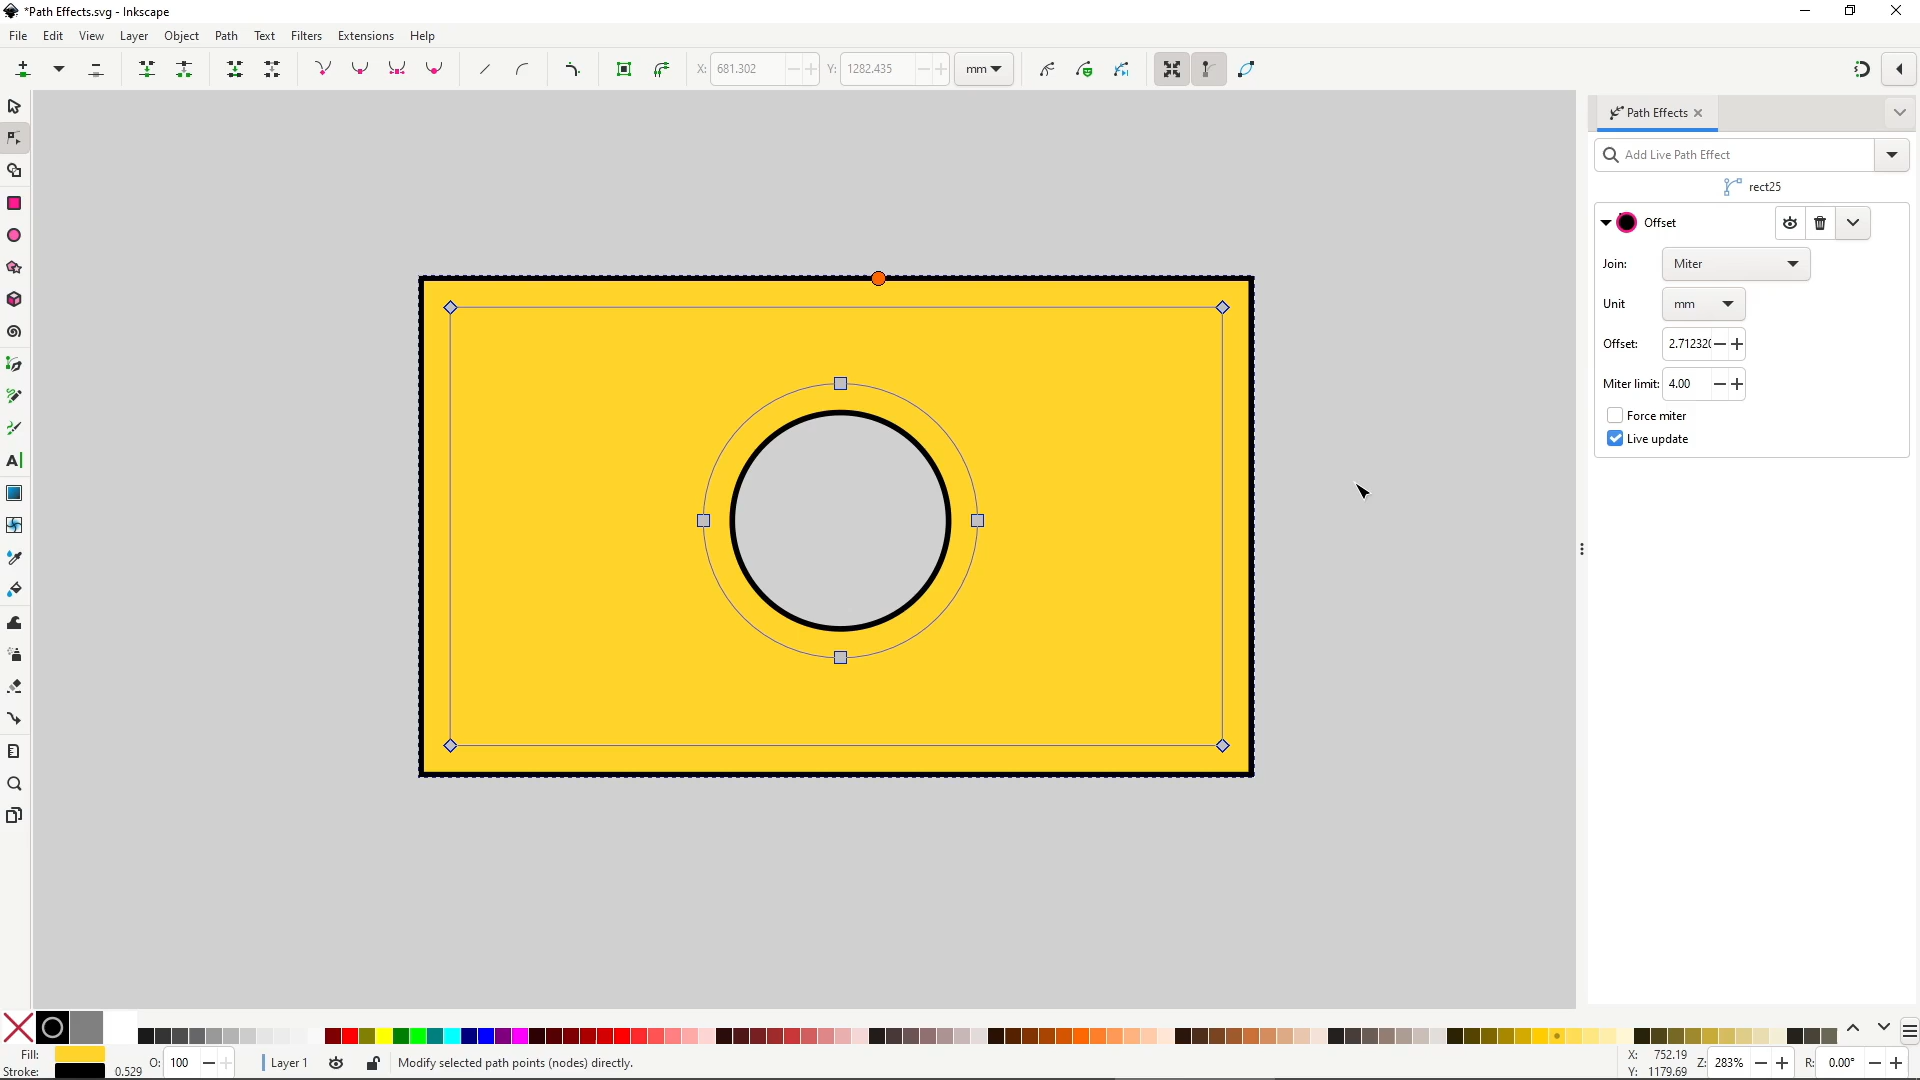 *Path Effects.svg - Inkscape
File Edit View Layer Object Path Text Filters Extensions Help
X: 681.302 Y: 1282.435 mm
Path Effects
Add Live Path Effect
rect25
Offset
Join: Miter
Unit mm
Offset: 2.71232
Miter limit: 4.00
Force miter
Live update
Fill: O: 100 Layer 1 Modify selected path points (nodes) directly. X: 752.19 Z: 283% R: 0.00°
Stroke: 0.529 Y: 1179.69